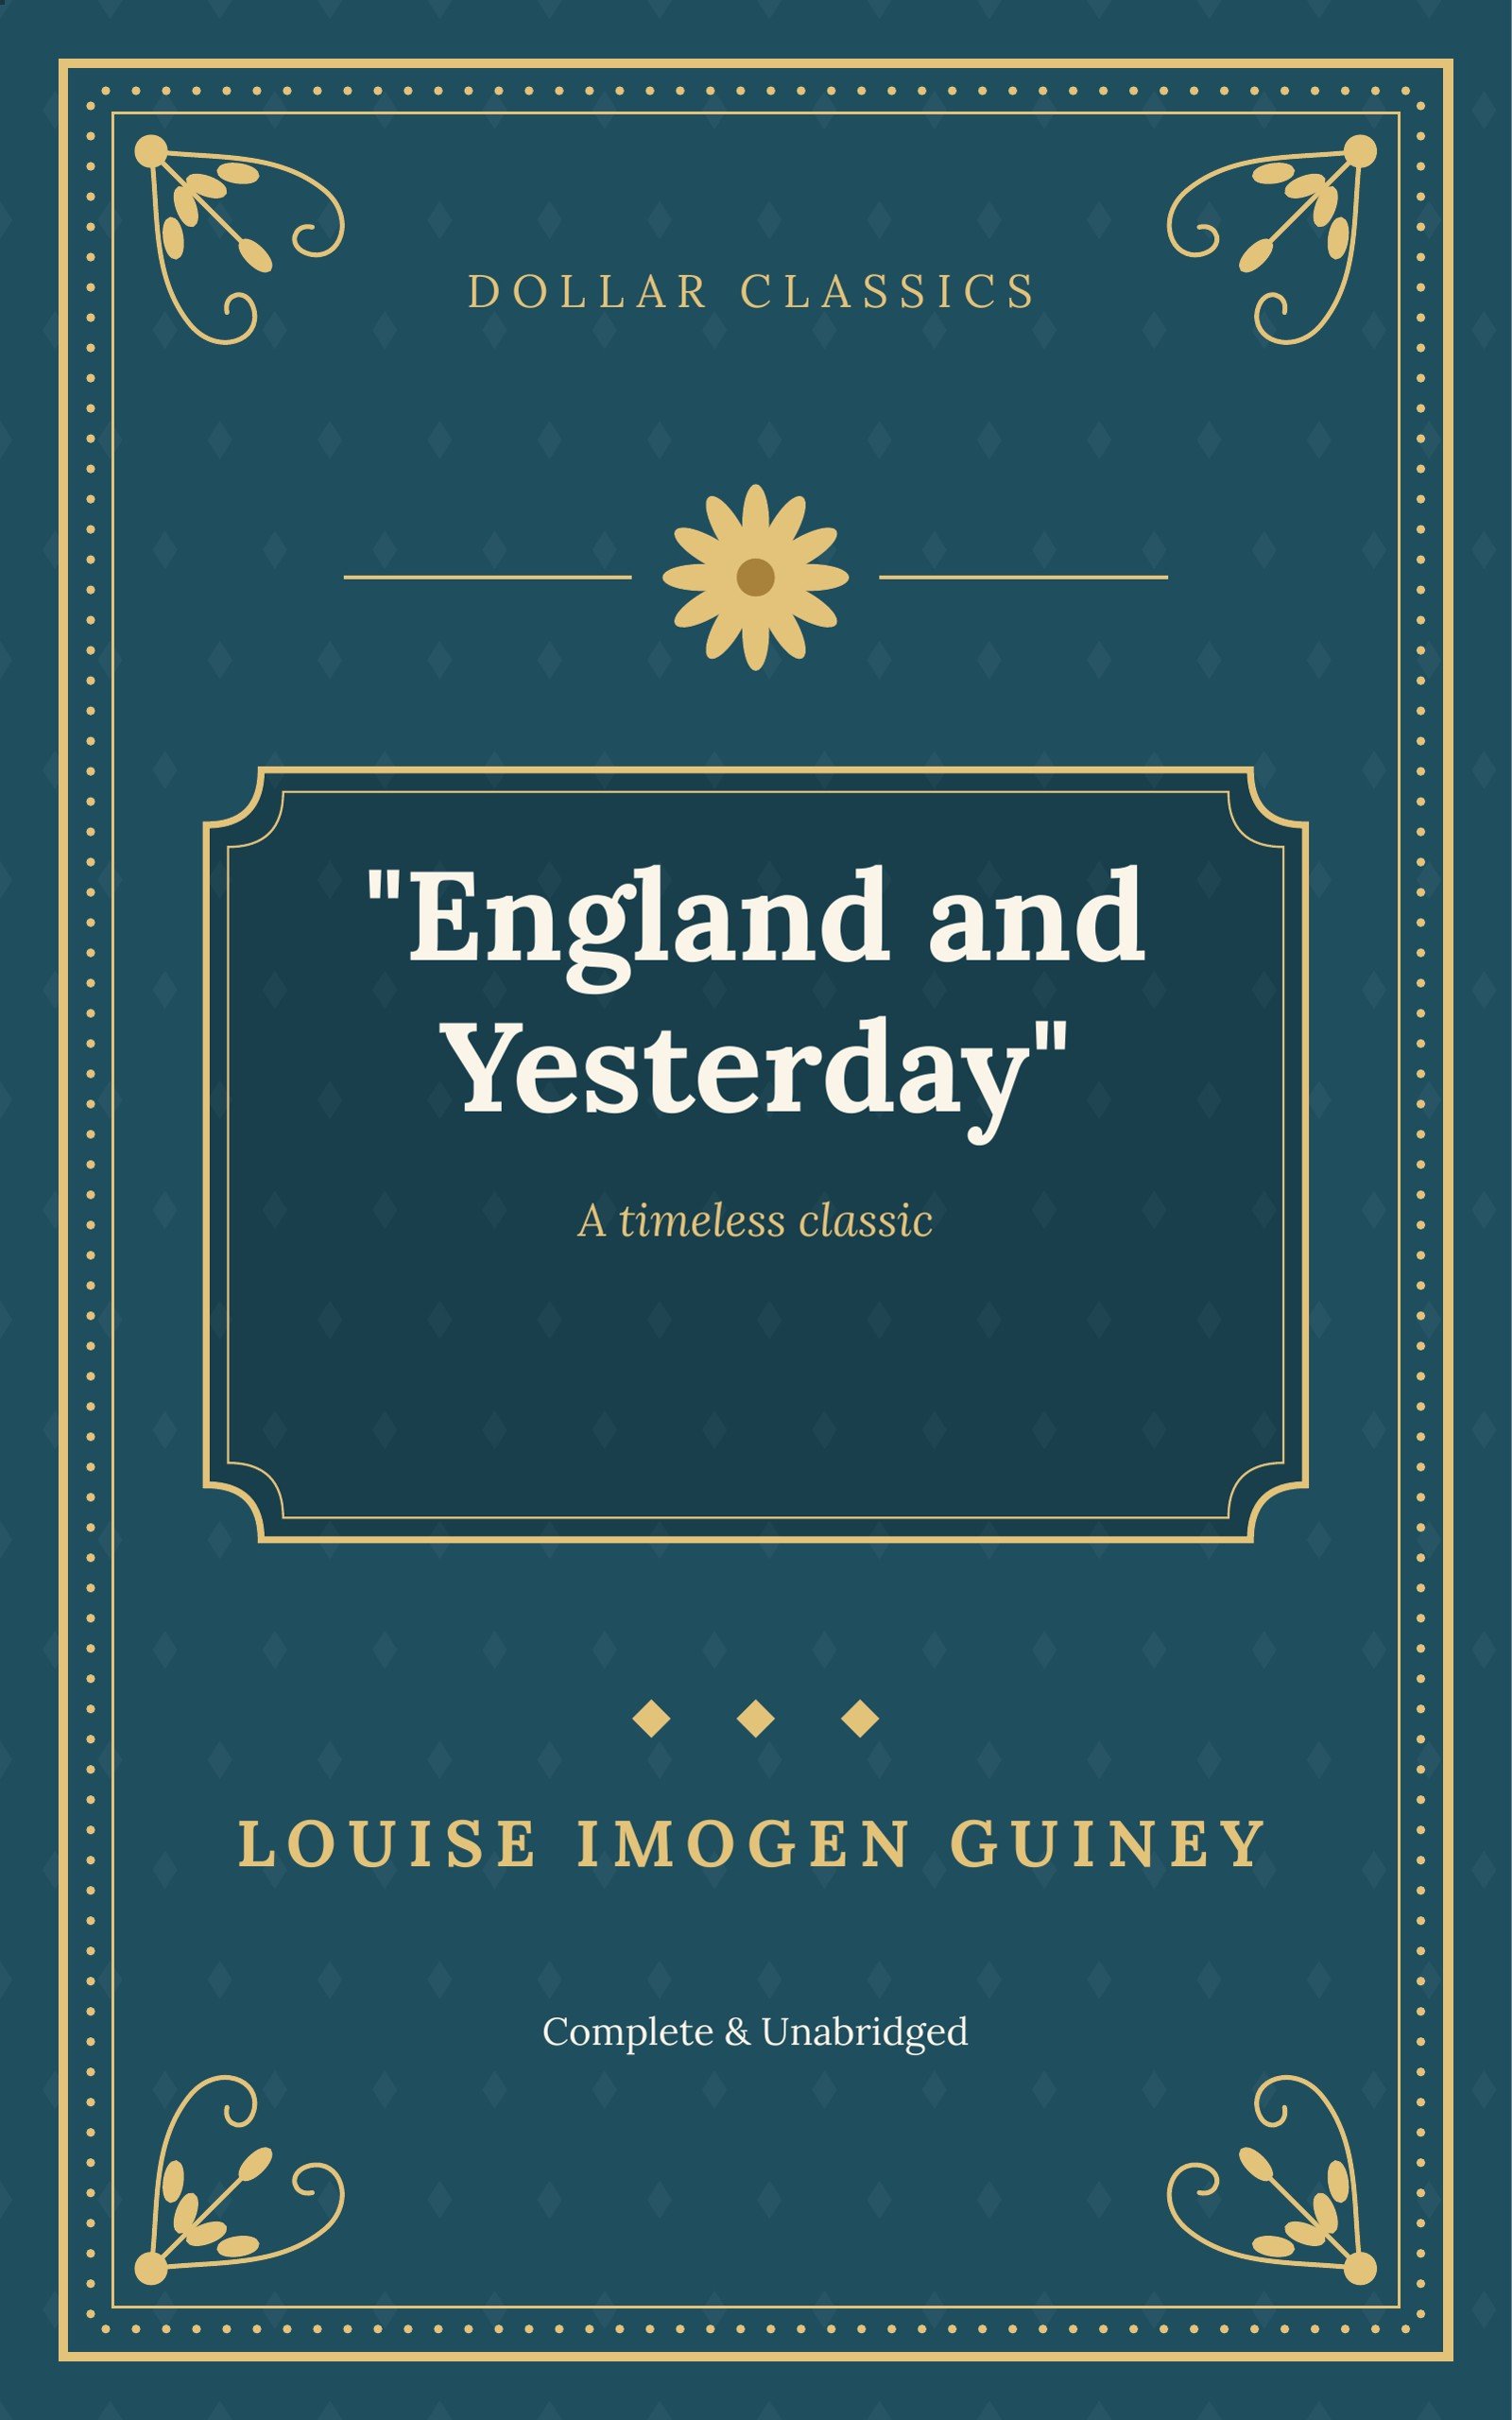 DOLLAR CLASSICS
"England and
Yesterday"
A timeless classic
LOUISE IMOGEN GUINEY
Complete & Unabridged